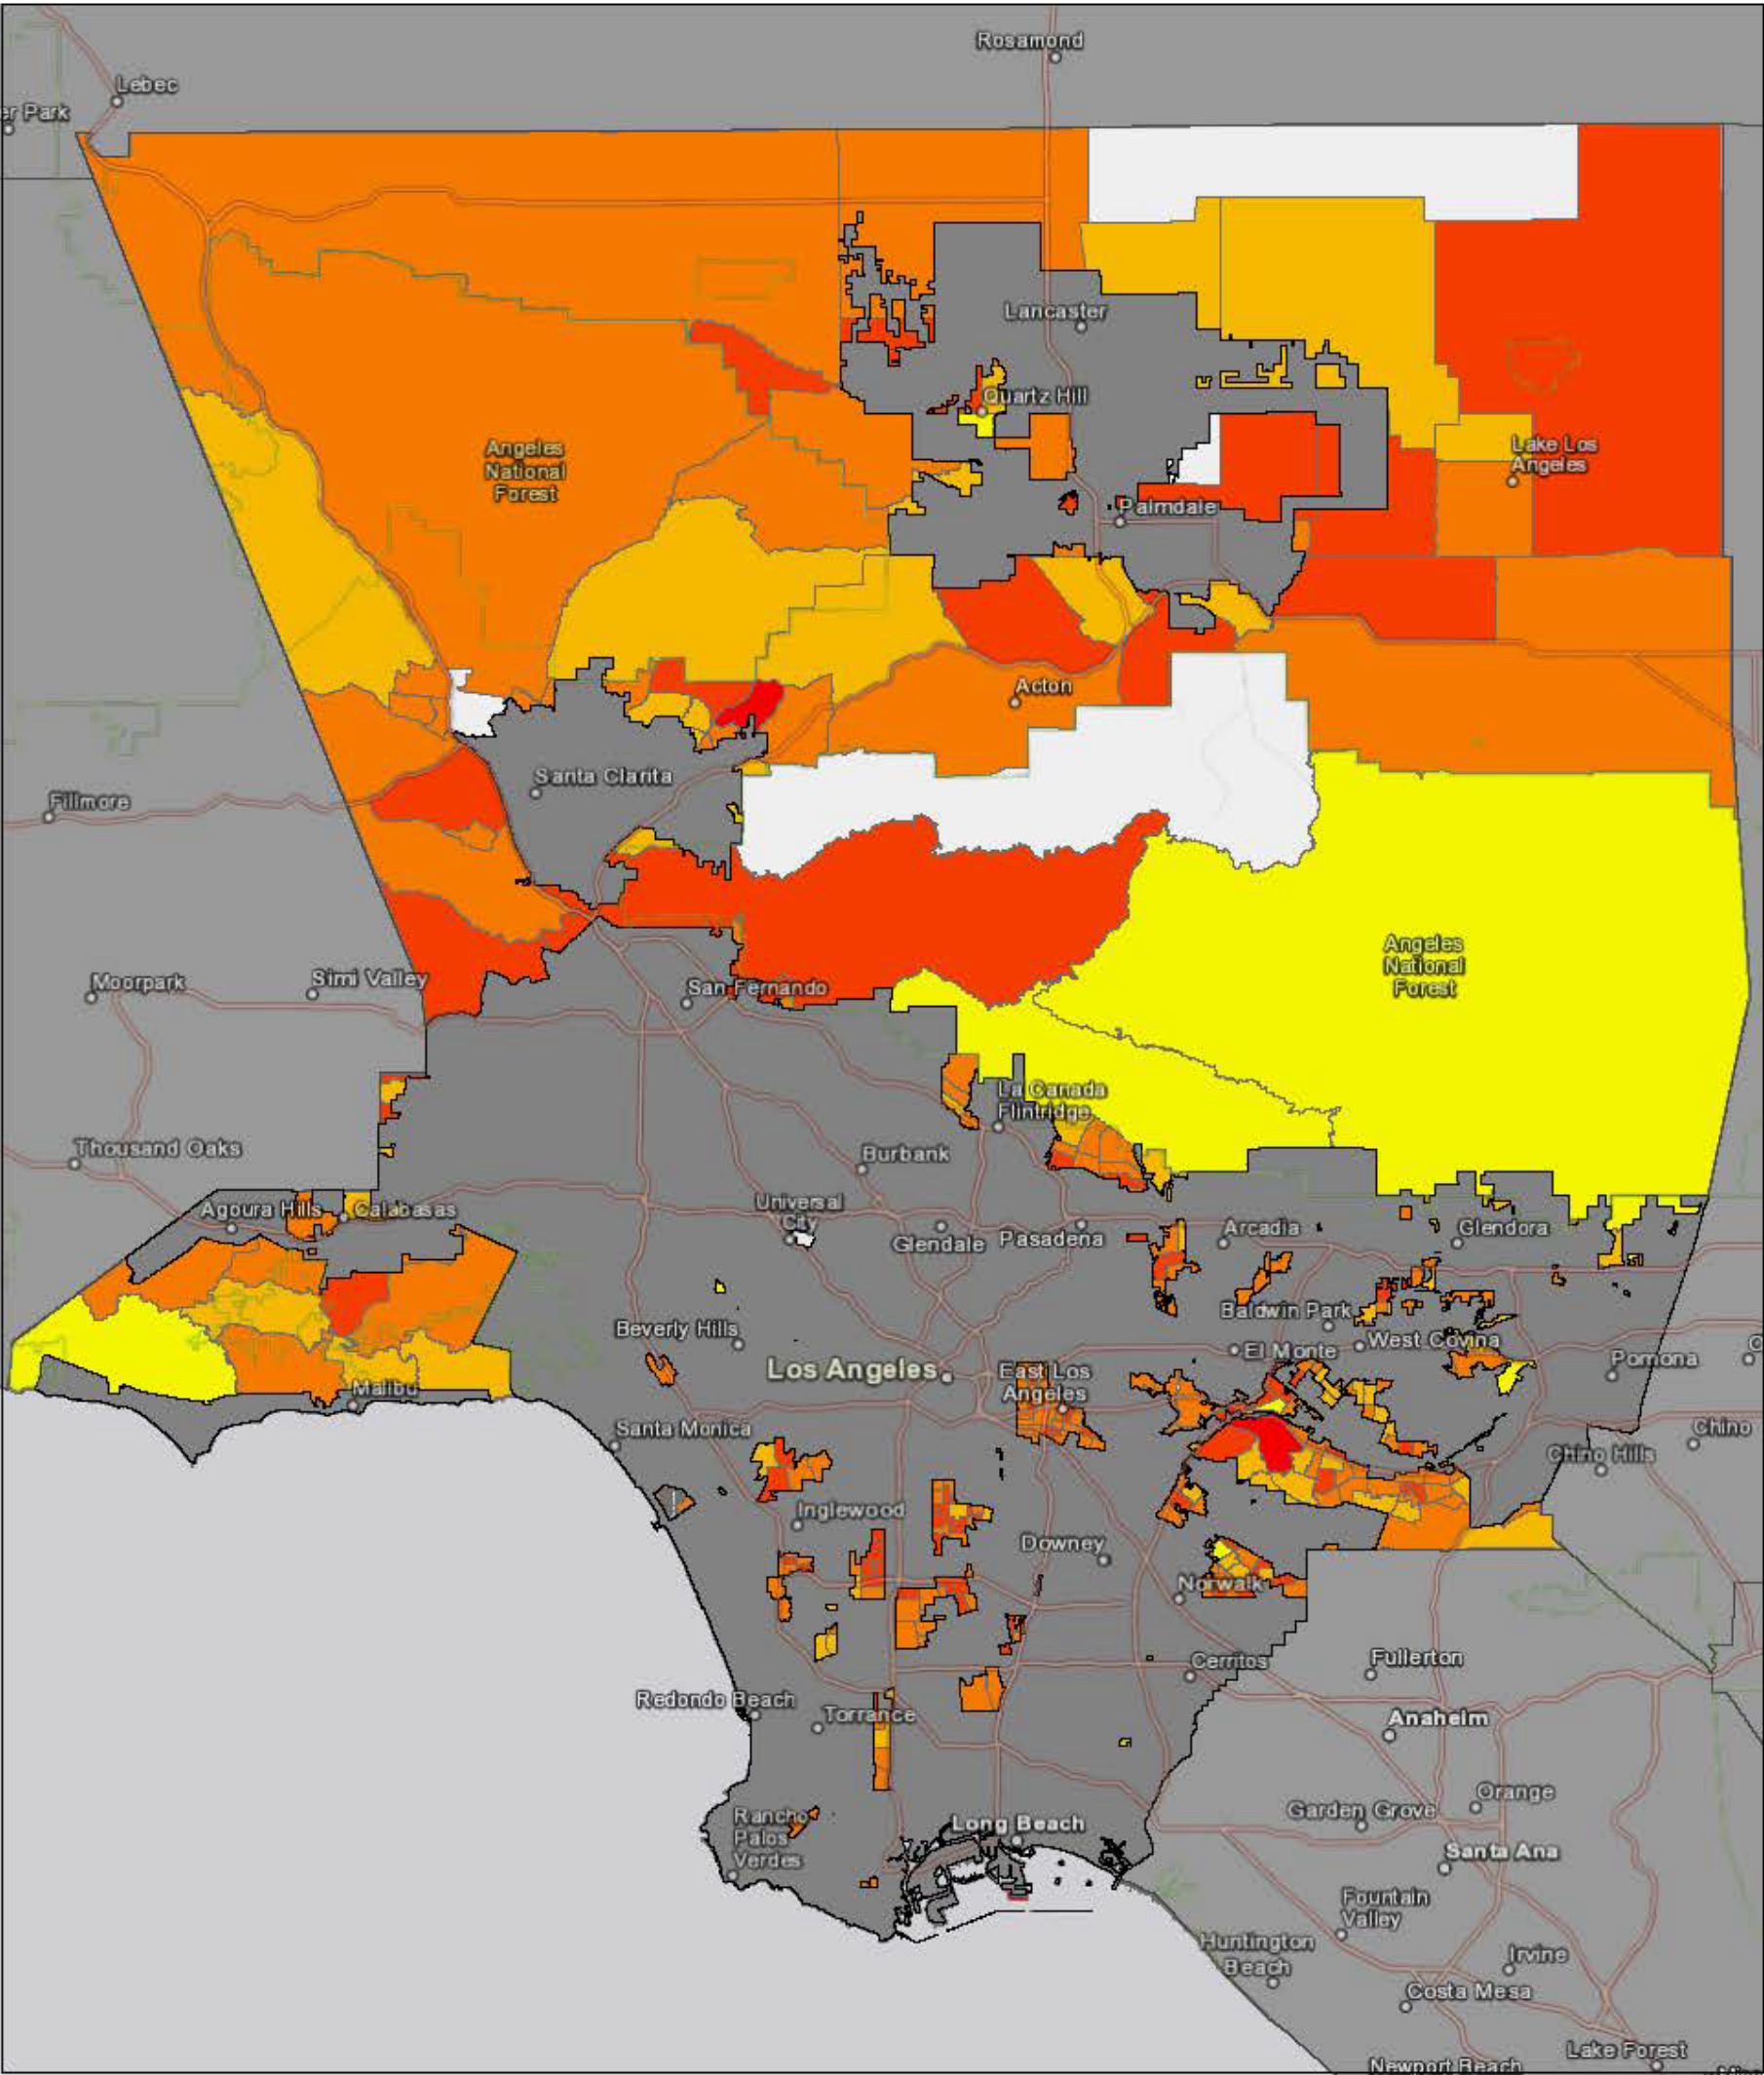 Rosamond
Lebec
er Park
Lancaster
Quartz Hill
Angeles
National
Forest
Lake Los
Angeles
Palmdale
Acton
Santa Clarita
Fillmore
Angeles
National
Forest
Moorpark
Simi Valley
San Fernando
La Canada
Flintridge
Thousand Oaks
Burbank
Agoura Hills
Calabasas
Universal
City
Glendale
Pasadena
Arcadia
Glendora
Baldwin Park
Beverly Hills
West Covina
El Monte
Los Angeles
East Los
Angeles
Pomona
Malibu
Santa Monica
Chino
Chino Hills
Inglewood
Downey
Norwalk
Cerritos
Fullerton
Redondo Beach
Torrance
Anaheim
Orange
Garden Grove
Rancho
Palos
Verdes
Long Beach
Santa Ana
Fountain
Valley
Huntington
Beach
Irvine
Costa Mesa
Lake Forest
Newport Beach